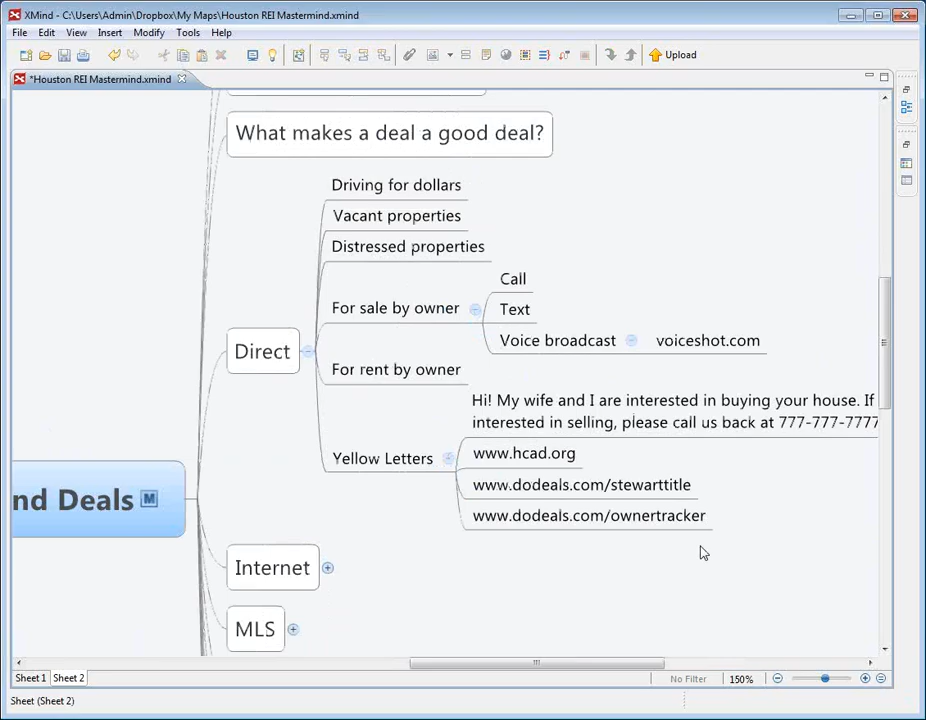 XMind - C:\Users\Admin\Dropbox\My Maps\Houston REI Mastermind.xmind
File Edit View Insert Modify Tools Help
Upload
*Houston REI Mastermind.xmind
What makes a deal a good deal?
Driving for dollars
Vacant properties
Distressed properties
Call
For sale by owner
Text
Voice broadcast
voiceshot.com
Direct
For rent by owner
Hi! My wife and I are interested in buying your house. If
interested in selling, please call us back at 777-777-7777
Yellow Letters
www.hcad.org
www.dodeals.com/stewarttitle
www.dodeals.com/ownertracker
nd Deals M
Internet
MLS
Sheet 1 Sheet 2
No Filter 150%
Sheet (Sheet 2)